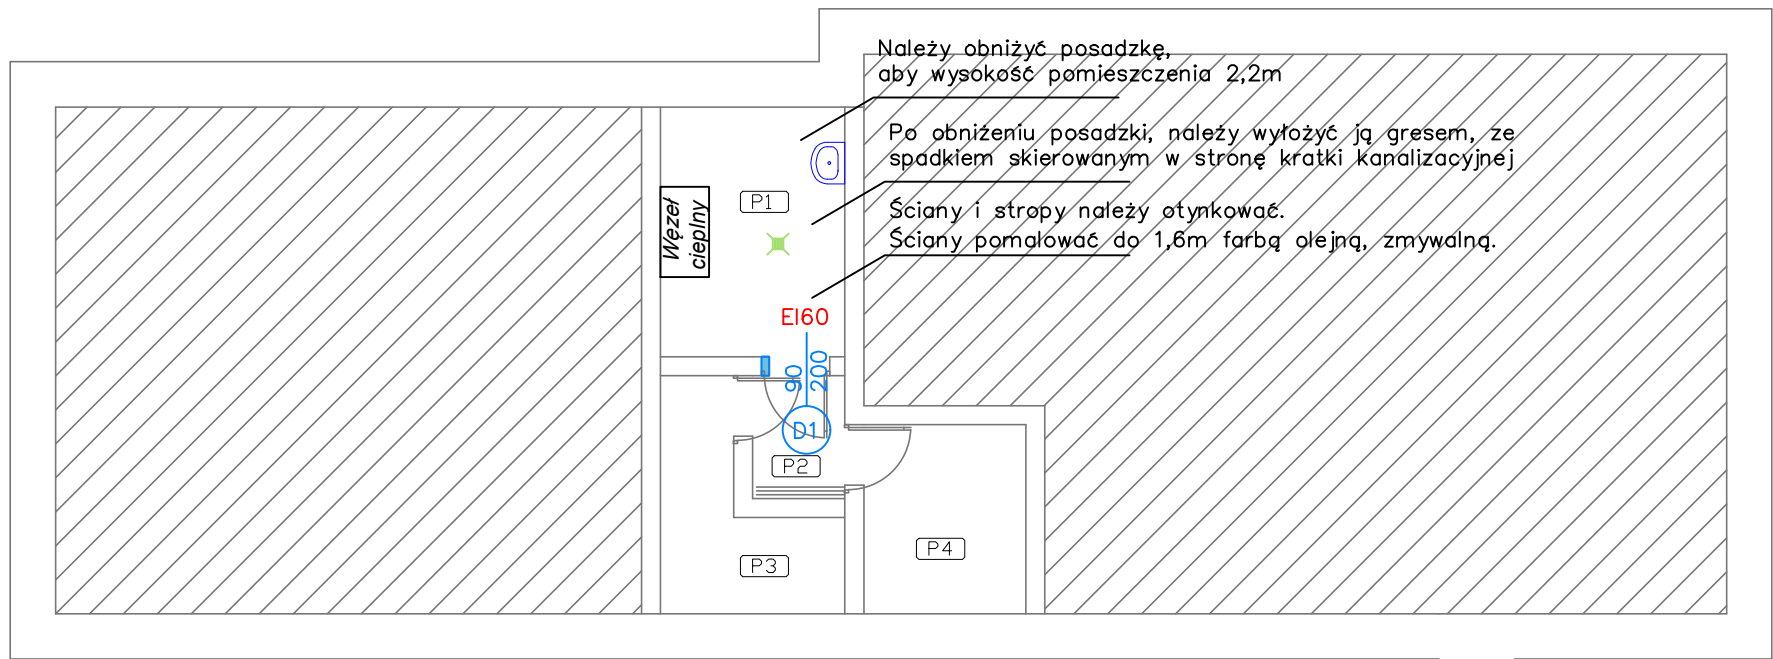 Należy obniżyć posadzkę,
aby wysokość pomieszczenia 2,2m
Po obniżeniu posadzki, należy wyłożyć ją gresem, ze
spadkiem skierowanym w stronę kratki kanalizacyjnej
Ściany i stropy należy otynkować.
Ściany pomalować do 1,6m farbą olejną, zmywalną.
P1
Węzeł
cieplny
EI60
90
200
D1
P2
P3
P4